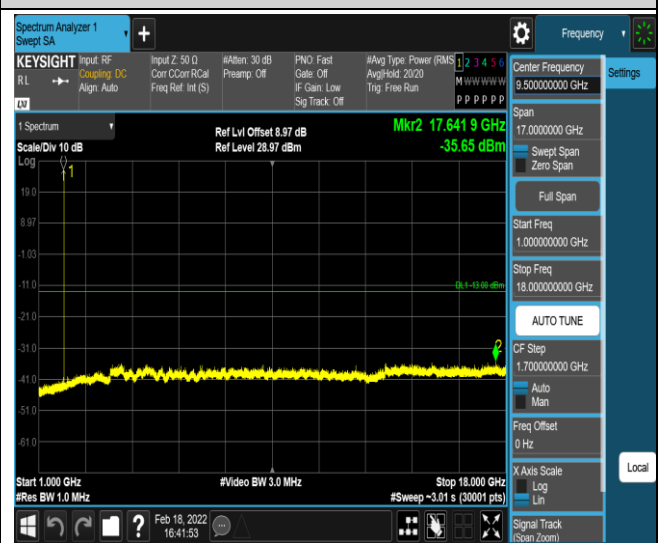 Spectrum Analyzer 1
Swept SA
+
Frequency
KEYSIGHT
RL
LXI
Input: RF
Coupling: DC
Align: Auto
Input Z: 50 Ω
Corr CCorr RCal
Freq Ref: Int (S)
#Atten: 30 dB
Preamp: Off
PNO: Fast
Gate: Off
IF Gain: Low
Sig Track: Off
#Avg Type: Power (RMS
Avg|Hold: 20/20
Trig: Free Run
1 2 3 4 5 6
M W W W W W
P P P P P P
1 Spectrum
Scale/Div 10 dB
Log
Ref Lvl Offset 8.97 dB
Ref Level 28.97 dBm
Mkr2 17.641 9 GHz
-35.65 dBm
1
19.0
8.97
-1.03
-11.0
DL1 -13.00 dBm
-21.0
-31.0
2
-41.0
-51.0
-61.0
Start 1.000 GHz
#Res BW 1.0 MHz
#Video BW 3.0 MHz
Stop 18.000 GHz
#Sweep ~3.01 s (30001 pts)
Feb 18, 2022
16:41:53
?
Center Frequency
9.500000000 GHz
Settings
Span
17.0000000 GHz
Swept Span
Zero Span
Full Span
Start Freq
1.000000000 GHz
Stop Freq
18.000000000 GHz
AUTO TUNE
CF Step
1.700000000 GHz
Auto
Man
Freq Offset
0 Hz
X Axis Scale
Log
Lin
Local
Signal Track
(Span Zoom)